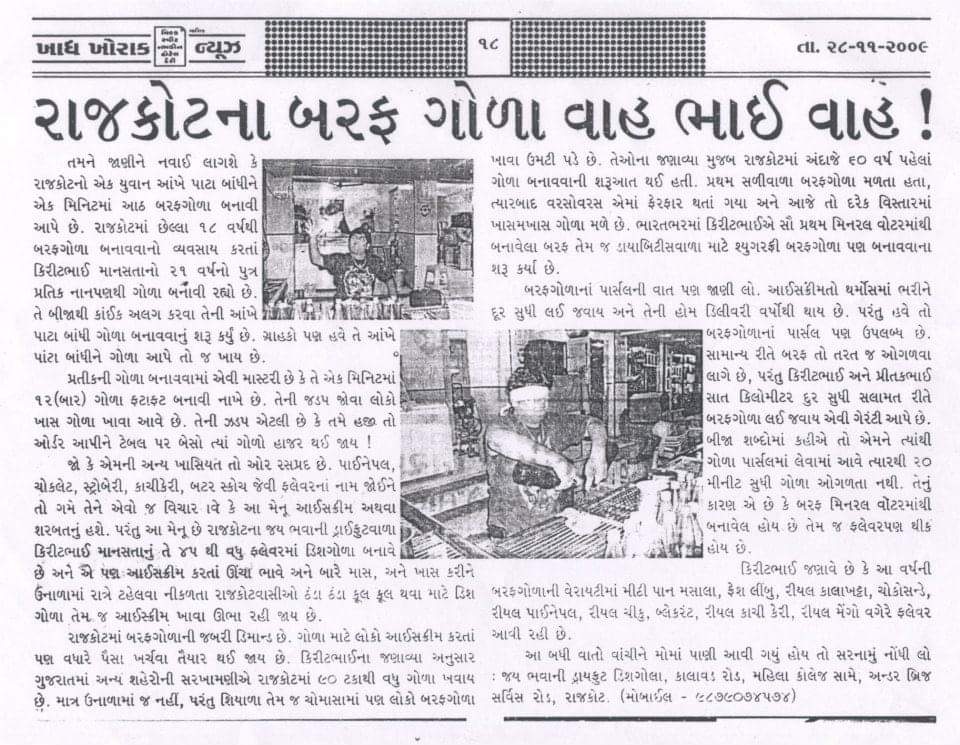 ખાદ્ય ખોરાક
ન્યૂઝ
૧૮
તા. ૨૮-૧૧-૨૦૦૯
રાજકોટના બરફ ગોળા વાહ ભાઈ વાહ !
તમને જાણીને નવાઈ લાગશે કે
રાજકોટનો એક યુવાન આંખે પાટા બાંધીને
એક મિનિટમાં આઠ બરફગોળા બનાવી
આપે છે. રાજકોટમાં છેલ્લા ૧૮ વર્ષથી
બરફગોળા બનાવવાનો વ્યવસાય કરતાં
કિરીટભાઈ માનસતાનો ૨૧ વર્ષનો પુત્ર
પ્રતિક નાનપણથી ગોળા બનાવી રહ્યો છે.
તે બીજાથી કાંઈક અલગ કરવા તેની આંખે
પાટા બાંધી ગોળા બનાવવાનું શરૂ કર્યું છે. ગ્રાહકો પણ હવે તે આંખે
પાંટા બાંધીને ગોળા આપે તો જ ખાય છે.
પ્રતીકની ગોળા બનાવવામાં એવી માસ્ટરી છે કે તે એક મિનિટમાં
૧૨(બાર) ગોળા ફટાફટ બનાવી નાખે છે. તેની જડપ જોવા લોકો
ખાસ ગોળા ખાવા આવે છે. તેની ઝડપ એટલી છે કે તમે હજી તો
ઓર્ડર આપીને ટેબલ પર બેસો ત્યાં ગોળો હાજર થઈ જાય !
જો કે એમની અન્ય ખાસિયત તો ઓર રસપ્રદ છે. પાઈનેપલ,
ચોકલેટ, સ્ટ્રોબેરી, કાચીકેરી, બટર સ્કોચ જેવી ફ્લેવરનાં નામ જોઈને
તો ગમે તેને એવો જ વિચાર ાવે કે આ મેનૂ આઈસક્રીમ અથવા
શરબતનું હશે. પરંતુ આ મેનૂ છે રાજકોટના જય ભવાની ડ્રાઈફ્રુટવાળા
કિરીટભાઈ માનસતાનું તે ૪૫ થી વધુ ફ્લેવરમાં ડિશગોળા બનાવે
છે અને એ પણ આઈસક્રીમ કરતાં ઊંચા ભાવે અને બારે માસ, અને ખાસ કરીને
ઉનાળામાં રાત્રે ટહેલવા નીકળતા રાજકોટવાસીઓ ઠંડા ઠંડા કૂલ કૂલ થવા માટે ડિશ
ગોળા તેમ જ આઈસ્ક્રીમ ખાવા ઊભા રહી જાય છે.
રાજકોટમાં બરફગોળાની જબરી ડિમાન્ડ છે. ગોળા માટે લોકો આઈસક્રીમ કરતાં
પણ વધારે પૈસા ખર્ચવા તૈયાર થઈ જાય છે. કિરીટભાઈના જણાવ્યા અનુસાર
ગુજરાતમાં અન્ય શહેરોની સરખામણીએ રાજકોટમાં ૯૦ ટકાથી વધુ ગોળા ખવાય
છે. માત્ર ઉનાળામાં જ નહીં, પરંતુ શિયાળા તેમ જ ચોમાસામાં પણ લોકો બરફગોળા
ખાવા ઉમટી પડે છે. તેઓના જણાવ્યા મુજબ રાજકોટમાં અંદાજે ૬૦ વર્ષ પહેલાં
ગોળા બનાવવાની શરૂઆત થઈ હતી. પ્રથમ સળીવાળા બરફગોળા મળતા હતા,
ત્યારબાદ વરસોવરસ એમાં ફેરફાર થતાં ગયા અને આજે તો દરેક વિસ્તારમાં
ખાસમખાસ ગોળા મળે છે. ભારતભરમાં કિરીટભાઈએ સૌ પ્રથમ મિનરલ વોટરમાંથી
બનાવેલા બરફ તેમ જ ડાયાબિટીસવાળા માટે શ્યુગરફ્રી બરફગોળા પણ બનાવવાના
શરૂ કર્યા છે.
બરફગોળાનાં પાર્સલની વાત પણ જાણી લો. આઈસક્રીમતો થર્મોસમાં ભરીને
દૂર સુધી લઈ જવાય અને તેની હોમ ડિલીવરી વર્ષોથી થાય છે. પરંતુ હવે તો
બરફગોળાનાં પાર્સલ પણ ઉપલબ્ધ છે.
સામાન્ય રીતે બરફ તો તરત જ ઓગળવા
લાગે છે, પરંતુ કિરીટભાઈ અને પ્રીતકભાઈ
સાત કિલોમીટર દુર સુધી સલામત રીતે
બરફગોળા લઈ જવાય એવી ગેરંટી આપે છે.
બીજા શબ્દોમાં કહીએ તો એમને ત્યાંથી
ગોળા પાર્સલમાં લેવામાં આવે ત્યારથી ૨૦
મીનીટ સુધી ગોળા ઓગળતા નથી. તેનું
કારણ એ છે કે બરફ મિનરલ વૉટરમાંથી
બનાવેલ હોય છે તેમ જ ફ્લેવરપણ થીક
હોય છે.
કિરીટભાઈ જણાવે છે કે આ વર્ષની
બરફગોળાની વેરાયટીમાં મીઠી પાન મસાલા, ફ્રેશ લીંબુ, રીયલ કાલાખટ્ટા, ચોકોસન્ડે,
રીયલ પાઈનેપલ, રીયલ ચીકુ, બ્લેકરંટ, રીયલ કાચી કેરી, રીયલ મેંગો વગેરે ફ્લેવર
આવી રહી છે.
આ બધી વાતો વાંચીને મોમાં પાણી આવી ગયું હોય તો સરનામું નોંધી લો
: જય ભવાની ડ્રાયફ્રુટ ડિશગોલા, કાલાવડ રોડ, મહિલા કોલેજ સામે, અન્ડર બ્રિજ
સર્વિસ રોડ, રાજકોટ. (મોબાઈલ - ૯૮૭૯૦૭૪૫૭૪)